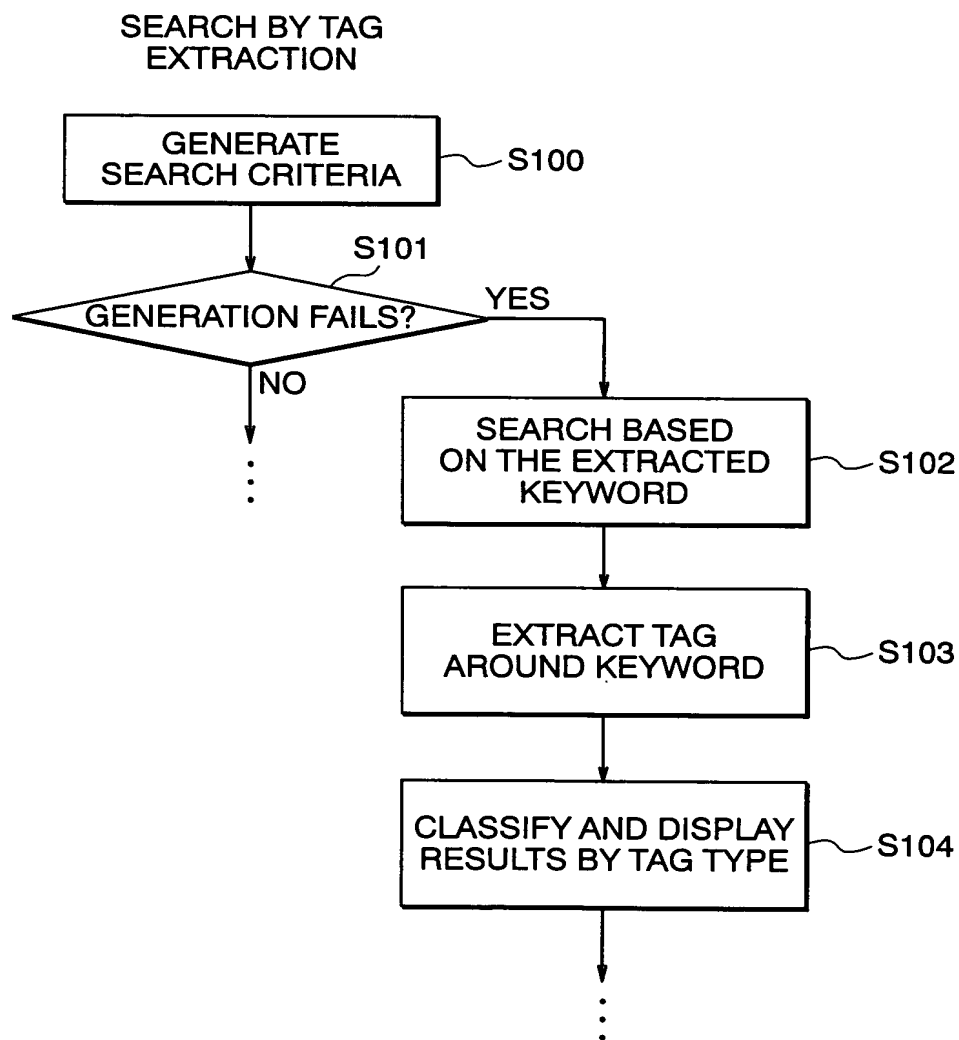 SEARCH BY TAG
EXTRACTION
GENERATE
SEARCH CRITERIA
S100
S101
GENERATION FAILS?
YES
NO
SEARCH BASED
ON THE EXTRACTED
KEYWORD
S102
EXTRACT TAG
AROUND KEYWORD
S103
CLASSIFY AND DISPLAY
RESULTS BY TAG TYPE
S104